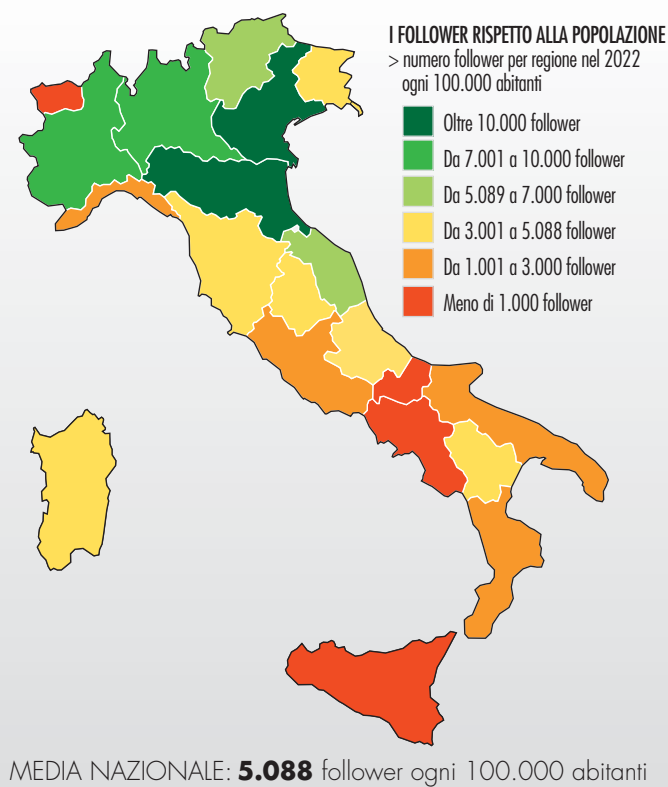 I FOLLOWER RISPETTO ALLA POPOLAZIONE
> numero follower per regione nel 2022
ogni 100.000 abitanti
Oltre 10.000 follower
Da 7.001 a 10.000 follower
Da 5.089 a 7.000 follower
Da 3.001 a 5.088 follower
Da 1.001 a 3.000 follower
Meno di 1.000 follower
MEDIA NAZIONALE: 5.088 follower ogni 100.000 abitanti